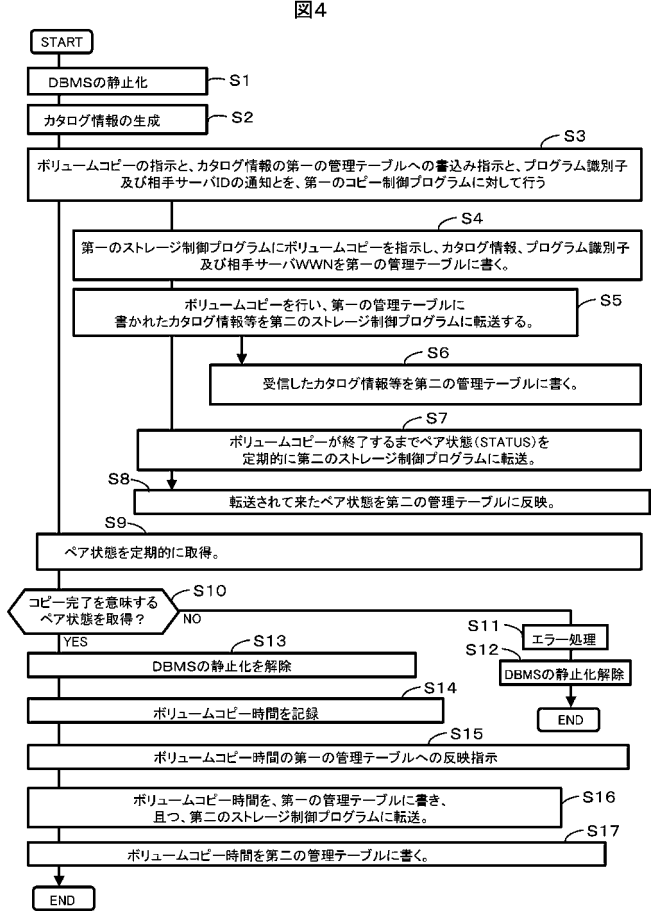 図4
START
DBMSの静止化
S1
カタログ情報の生成
S2
S3
ボリュームコピーの指示と、カタログ情報の第一の管理テーブルへの書込み指示と、プログラム識別子
及び相手サーバIDの通知とを、第一のコピー制御プログラムに対して行う
S4
第一のストレージ制御プログラムにボリュームコピーを指示し、カタログ情報、プログラム識別子
及び相手サーバWWNを第一の管理テーブルに書く。
S5
ボリュームコピーを行い、第一の管理テーブルに
書かれたカタログ情報等を第二のストレージ制御プログラムに転送する。
S6
受信したカタログ情報等を第二の管理テーブルに書く。
S7
ボリュームコピーが終了するまでペア状態(STATUS)を
定期的に第二のストレージ制御プログラムに転送。
S8
転送されて来たペア状態を第二の管理テーブルに反映。
S9
ペア状態を定期的に取得。
S10
コピー完了を意味する
ペア状態を取得?
NO
YES
S11
エラー処理
S12
DBMSの静止化解除
END
S13
DBMSの静止化を解除
S14
ボリュームコピー時間を記録
S15
ボリュームコピー時間の第一の管理テーブルへの反映指示
S16
ボリュームコピー時間を、第一の管理テーブルに書き、
且つ、第二のストレージ制御プログラムに転送。
S17
ボリュームコピー時間を第二の管理テーブルに書く。
END